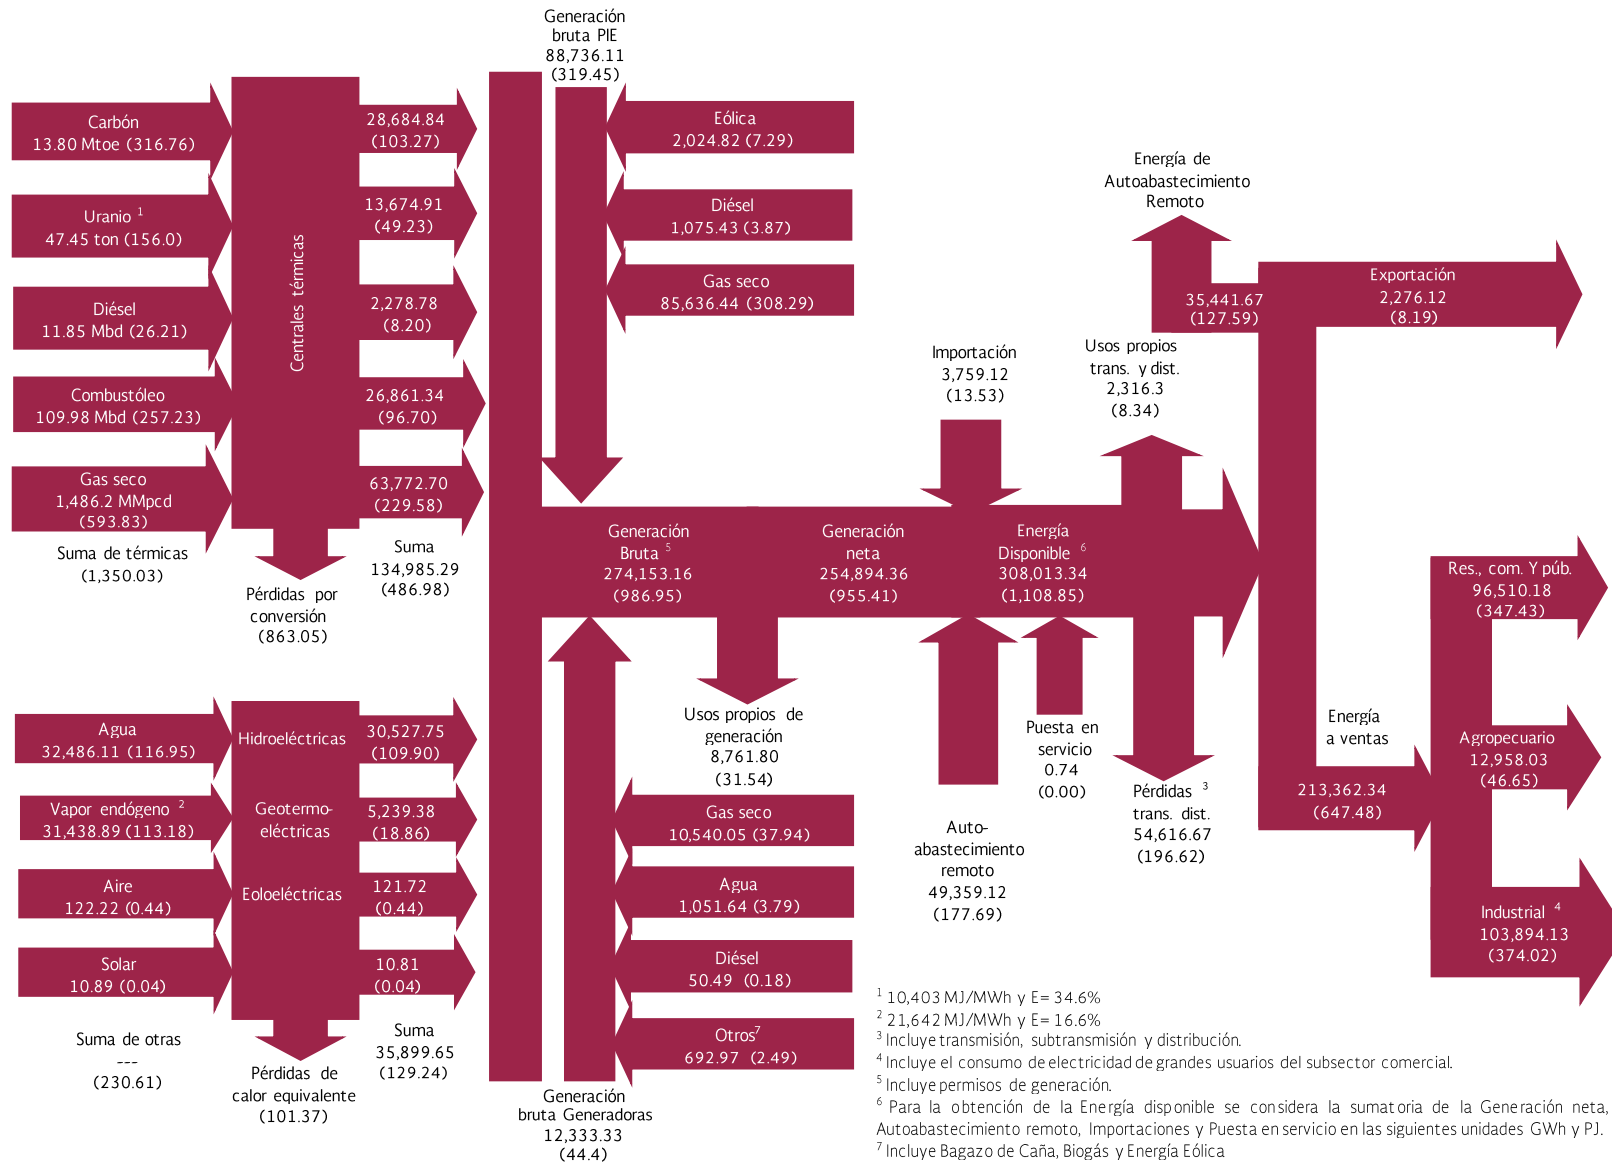 Generación
bruta PIE
88,736.11
(319.45)
Carbón
13.80 Mtoe (316.76)
Uranio 1
47.45 ton (156.0)
Diésel
11.85 Mbd (26.21)
Combustóleo
109.98 Mbd (257.23)
Gas seco
1,486.2 MMpcd
(593.83)
Suma de térmicas
(1,350.03)
Centrales térmicas
28,684.84
(103.27)
13,674.91
(49.23)
2,278.78
(8.20)
26,861.34
(96.70)
63,772.70
(229.58)
Suma
134,985.29
(486.98)
Pérdidas por
conversión
(863.05)
Eólica
2,024.82 (7.29)
Diésel
1,075.43 (3.87)
Gas seco
85,636.44 (308.29)
Energía de
Autoabastecimiento
Remoto
35,441.67
(127.59)
Exportación
2,276.12
(8.19)
Importación
3,759.12
(13.53)
Usos propios
trans. y dist.
2,316.3
(8.34)
Generación
Bruta 5
274,153.16
(986.95)
Generación
neta
254,894.36
(955.41)
Energía
Disponible 6
308,013.34
(1,108.85)
Res., com. Y púb.
96,510.18
(347.43)
Agua
32,486.11 (116.95)
Vapor endógeno 2
31,438.89 (113.18)
Aire
122.22 (0.44)
Solar
10.89 (0.04)
Suma de otras
---
(230.61)
Hidroeléctricas
Geotermo-
eléctricas
Eoloeléctricas
30,527.75
(109.90)
5,239.38
(18.86)
121.72
(0.44)
10.81
(0.04)
Suma
35,899.65
(129.24)
Pérdidas de
calor equivalente
(101.37)
Usos propios de
generación
8,761.80
(31.54)
Gas seco
10,540.05 (37.94)
Agua
1,051.64 (3.79)
Diésel
50.49 (0.18)
Otros7
692.97 (2.49)
Generación
bruta Generadoras
12,333.33
(44.4)
Auto-
abastecimiento
remoto
49,359.12
(177.69)
Puesta en
servicio
0.74
(0.00)
Pérdidas 3
trans. dist.
54,616.67
(196.62)
Energía
a ventas
213,362.34
(647.48)
Agropecuario
12,958.03
(46.65)
Industrial 4
103,894.13
(374.02)
1 10,403 MJ/MWh y E= 34.6%
2 21,642 MJ/MWh y E= 16.6%
3 Incluye transmisión, subtransmisión y distribución.
4 Incluye el consumo de electricidad de grandes usuarios del subsector comercial.
5 Incluye permisos de generación.
6 Para la obtención de la Energía disponible se considera la sumatoria de la Generación neta,
Autoabastecimiento remoto, Importaciones y Puesta en servicio en las siguientes unidades GWh y PJ.
7 Incluye Bagazo de Caña, Biogás y Energía Eólica